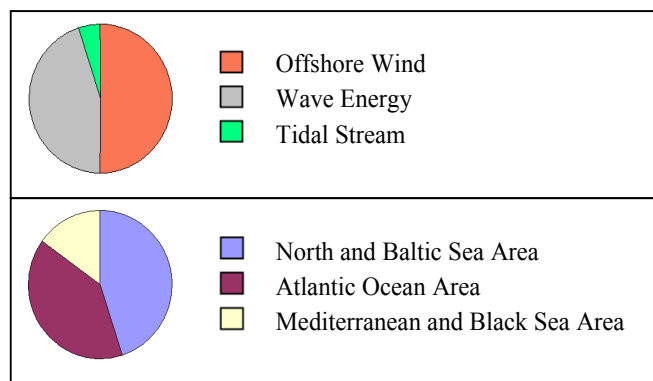 Offshore Wind
Wave Energy
Tidal Stream
North and Baltic Sea Area
Atlantic Ocean Area
Mediterranean and Black Sea Area